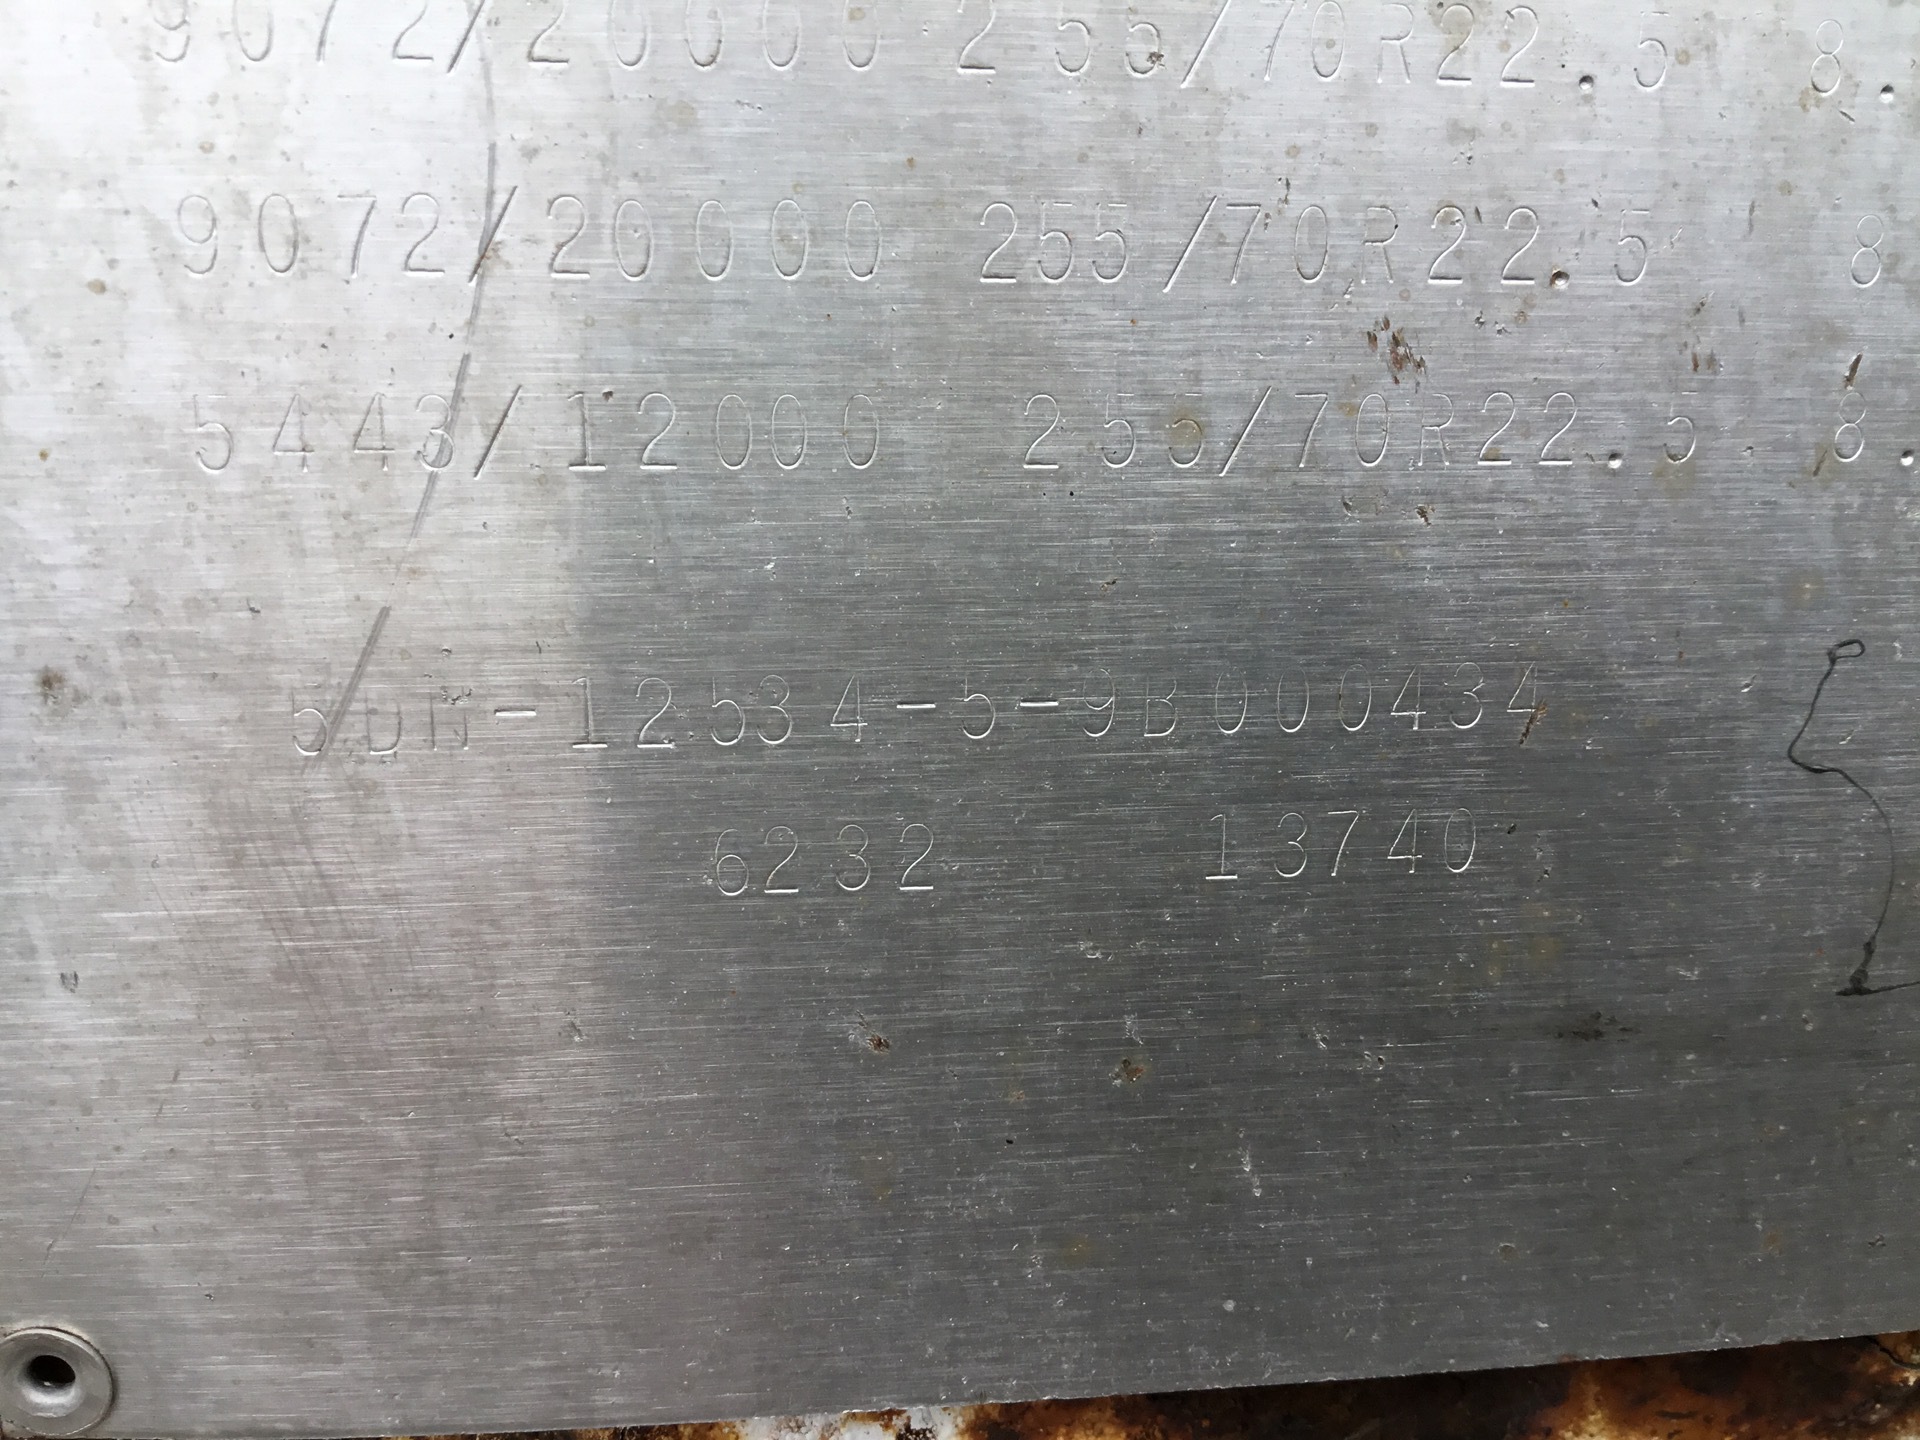 9072/20000 255/70R22.5 8.
9072/20000 255/70R22.5 8
5443/12000 255/70R22.5 8.
5DN-12534-5-9B000434
6232 13740